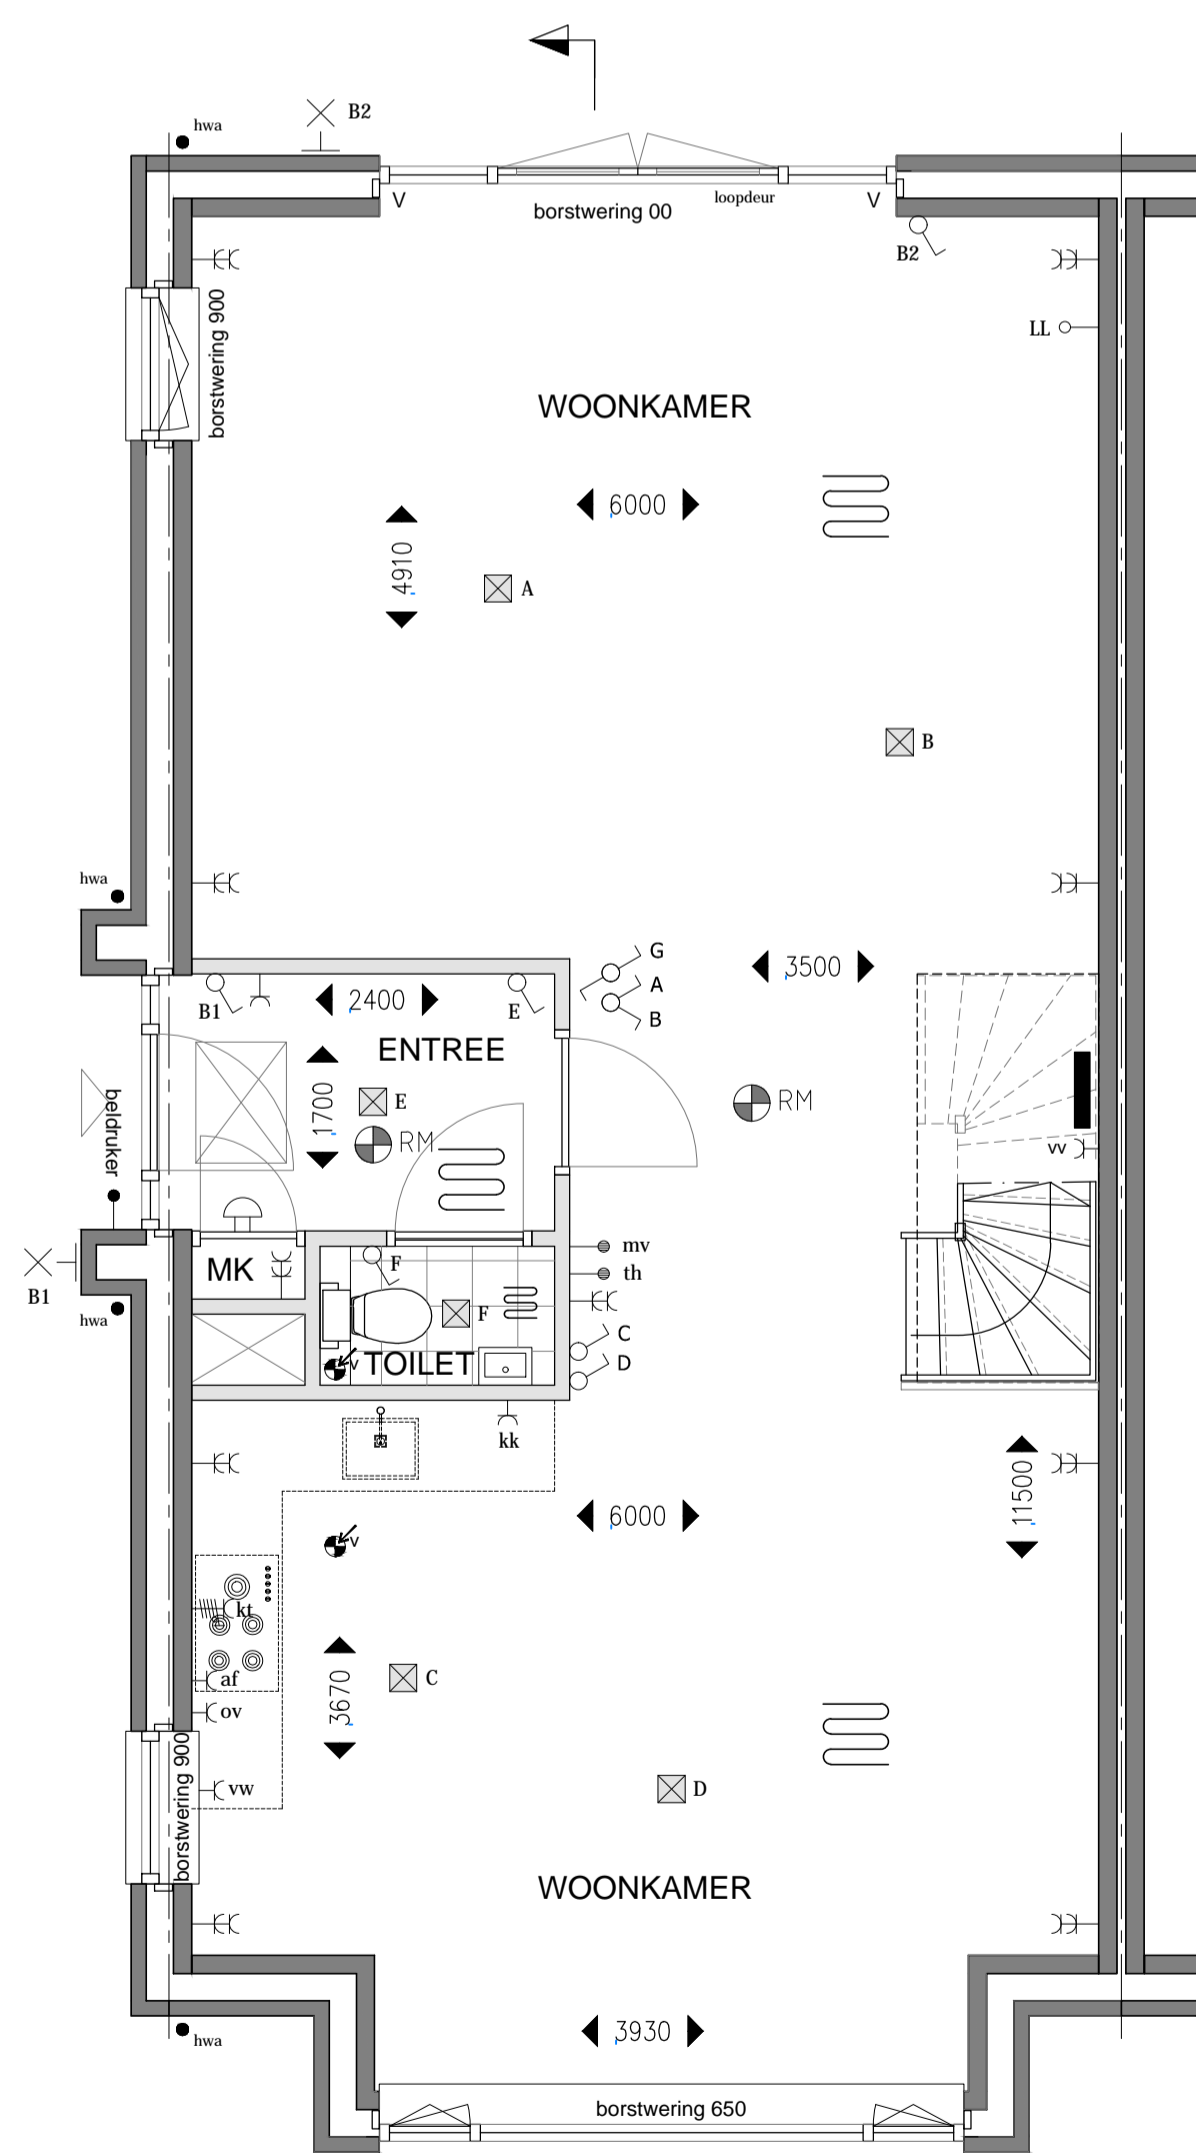 B2
hwa
V
borstwering 00
loopdeur
V
B2
borstwering 900
LL
WOONKAMER
6000
4910
A
B
hwa
G
A
B
3500
B1
2400
E
ENTREE
1700
E
RM
RM
beldruker
vv
mv
th
MK
F
F
B1
hwa
C
D
v
TOILET
kk
11500
6000
v
kt
af
ov
3670
C
borstwering 900
vw
D
WOONKAMER
hwa
3930
borstwering 650